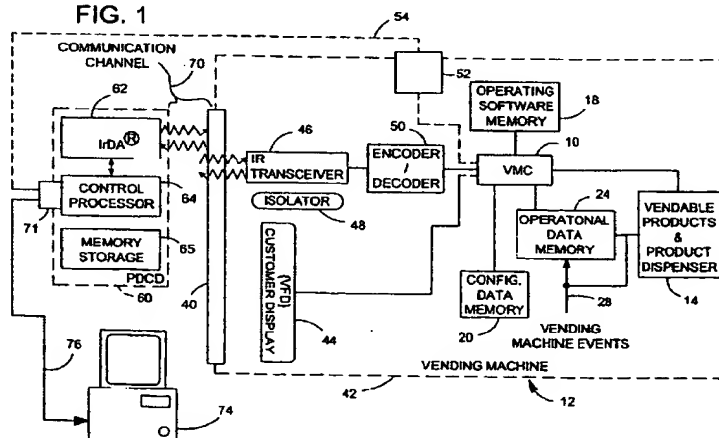 FIG. 1
COMMUNICATION
CHANNEL
70
54
52
62
IrDA®
CONTROL
PROCESSOR
64
71
MEMORY
STORAGE
65
PDCD
60
40
46
IR
TRANSCEIVER
ISOLATOR
48
50
ENCODER
/
DECODER
(VFD)
CUSTOMER DISPLAY
44
OPERATING
SOFTWARE
MEMORY
18
10
VMC
24
OPERATONAL
DATA
MEMORY
VENDABLE
PRODUCTS
&
PRODUCT
DISPENSER
14
CONFIG.
DATA
MEMORY
20
28
VENDING
MACHINE EVENTS
VENDING MACHINE
42
12
76
74